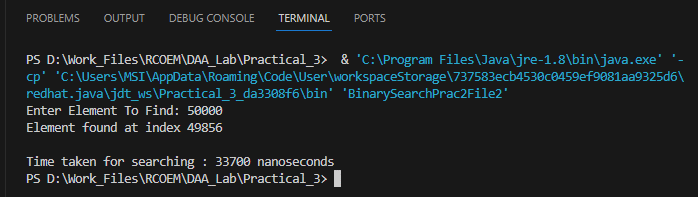 PROBLEMS OUTPUT DEBUG CONSOLE TERMINAL PORTS
PS D:\Work_Files\RCOEM\DAA_Lab\Practical_3>  & 'C:\Program Files\Java\jre-1.8\bin\java.exe' '-
cp' 'C:\Users\MSI\AppData\Roaming\Code\User\workspaceStorage\737583ecb4530c0459ef9081aa9325d6\
redhat.java\jdt_ws\Practical_3_da3308f6\bin' 'BinarySearchPrac2File2'
Enter Element To Find: 50000
Element found at index 49856
Time taken for searching : 33700 nanoseconds
PS D:\Work_Files\RCOEM\DAA_Lab\Practical_3>